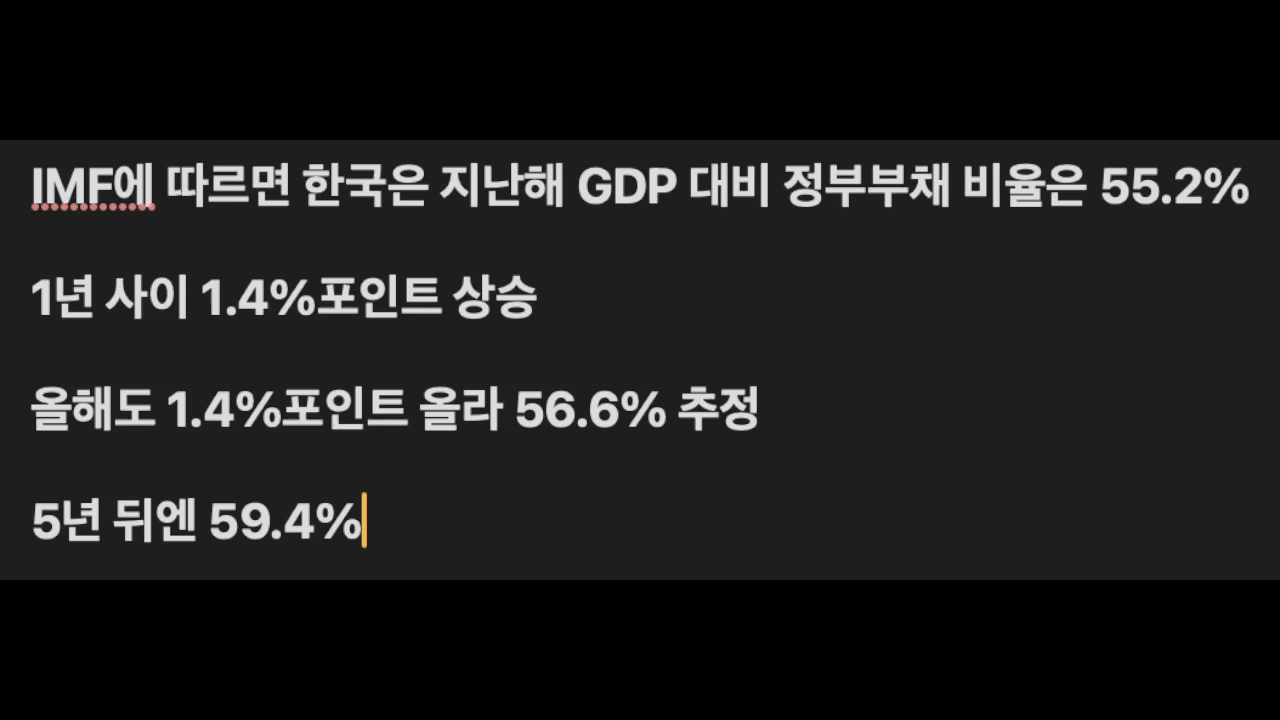 IMF에 따르면 한국은 지난해 GDP 대비 정부부채 비율은 55.2%
1년 사이 1.4%포인트 상승
올해도 1.4%포인트 올라 56.6% 추정
5년 뒤엔 59.4%